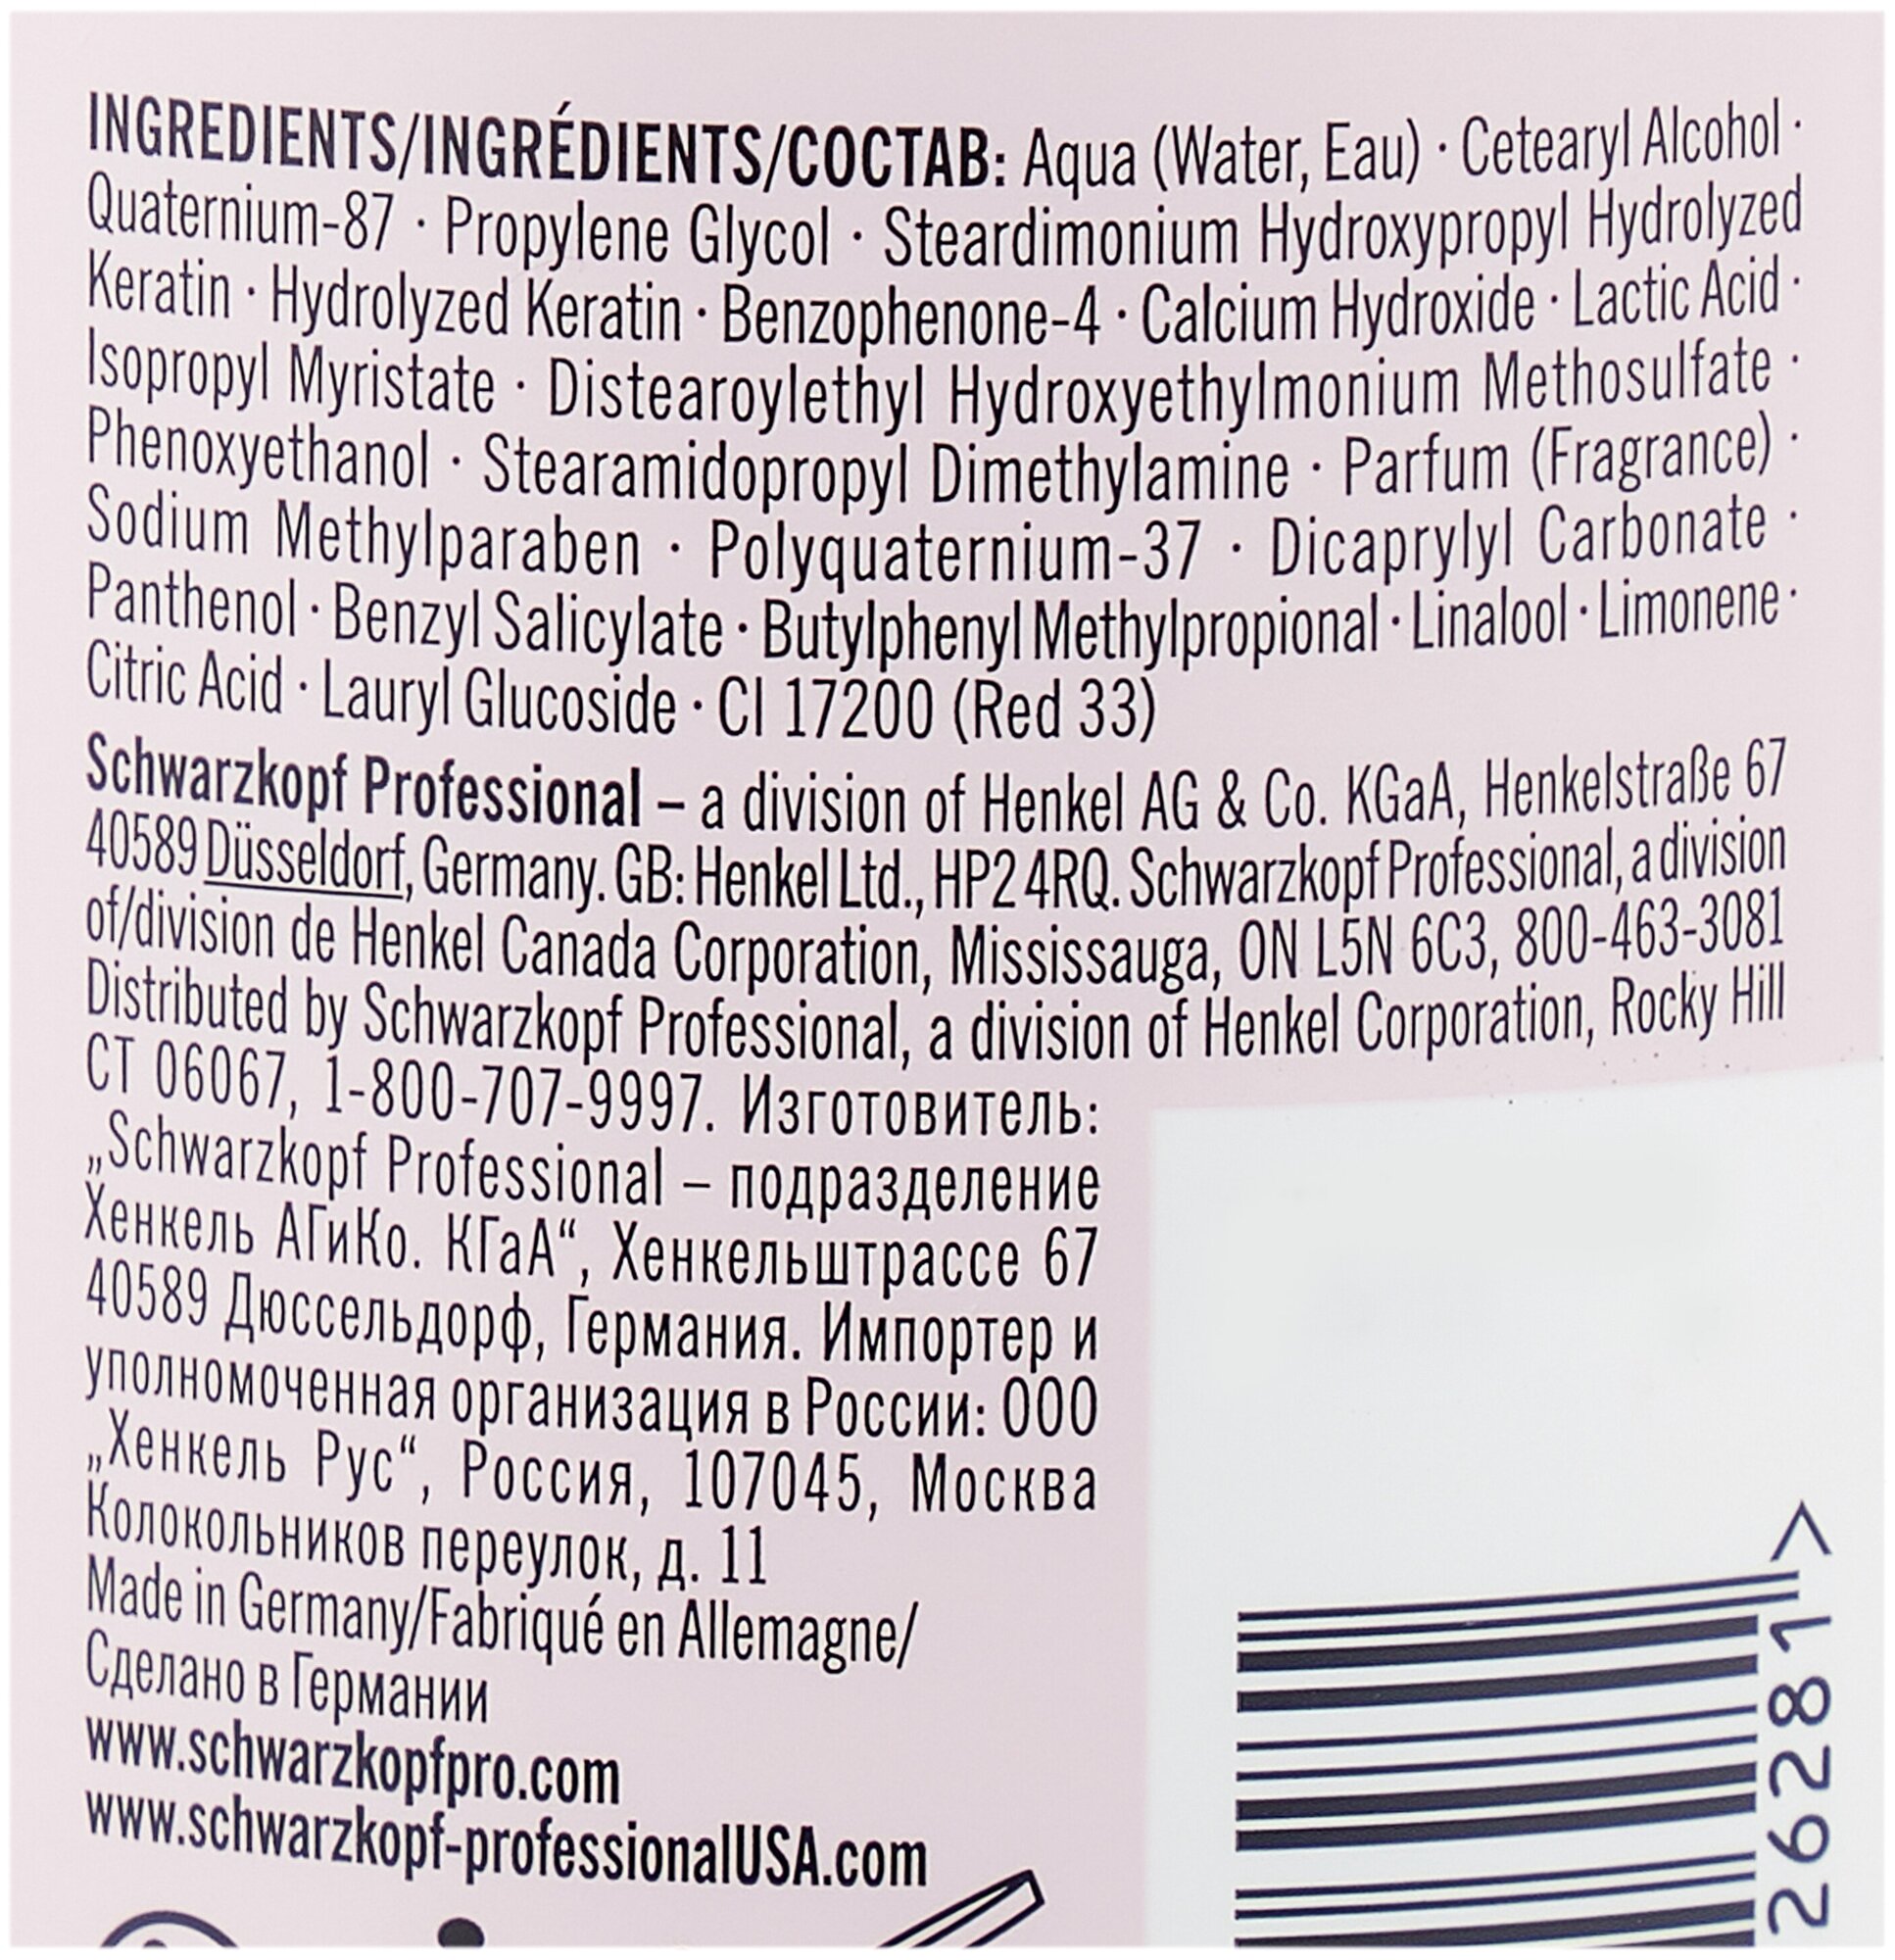 INGREDIENTS/INGRÉDIENTS/СОСТАВ: Aqua (Water, Eau) · Cetearyl Alcohol ·
Quaternium-87 · Propylene Glycol · Steardimonium Hydroxypropyl Hydrolyzed
Keratin · Hydrolyzed Keratin · Benzophenone-4 · Calcium Hydroxide · Lactic Acid ·
Isopropyl Myristate · Distearoylethyl Hydroxyethylmonium Methosulfate ·
Phenoxyethanol · Stearamidopropyl Dimethylamine · Parfum (Fragrance) ·
Sodium Methylparaben · Polyquaternium-37 · Dicaprylyl Carbonate ·
Panthenol · Benzyl Salicylate · Butylphenyl Methylpropional · Linalool · Limonene ·
Citric Acid · Lauryl Glucoside · CI 17200 (Red 33)
Schwarzkopf Professional – a division of Henkel AG & Co. KGaA, Henkelstraße 67
40589 Düsseldorf, Germany. GB: Henkel Ltd., HP2 4RQ. Schwarzkopf Professional, a division
of/division de Henkel Canada Corporation, Mississauga, ON L5N 6C3, 800-463-3081
Distributed by Schwarzkopf Professional, a division of Henkel Corporation, Rocky Hill
CT 06067, 1-800-707-9997. Изготовитель:
„Schwarzkopf Professional – подразделение
Хенкель АГиКо. КГаА“, Хенкельштрассе 67
40589 Дюссельдорф, Германия. Импортер и
уполномоченная организация в России: ООО
„Хенкель Рус“, Россия, 107045, Москва
Колокольников переулок, д. 11
Made in Germany/Fabriqué en Allemagne/
Сделано в Германии
www.schwarzkopfpro.com
www.schwarzkopf-professionalUSA.com
26281>